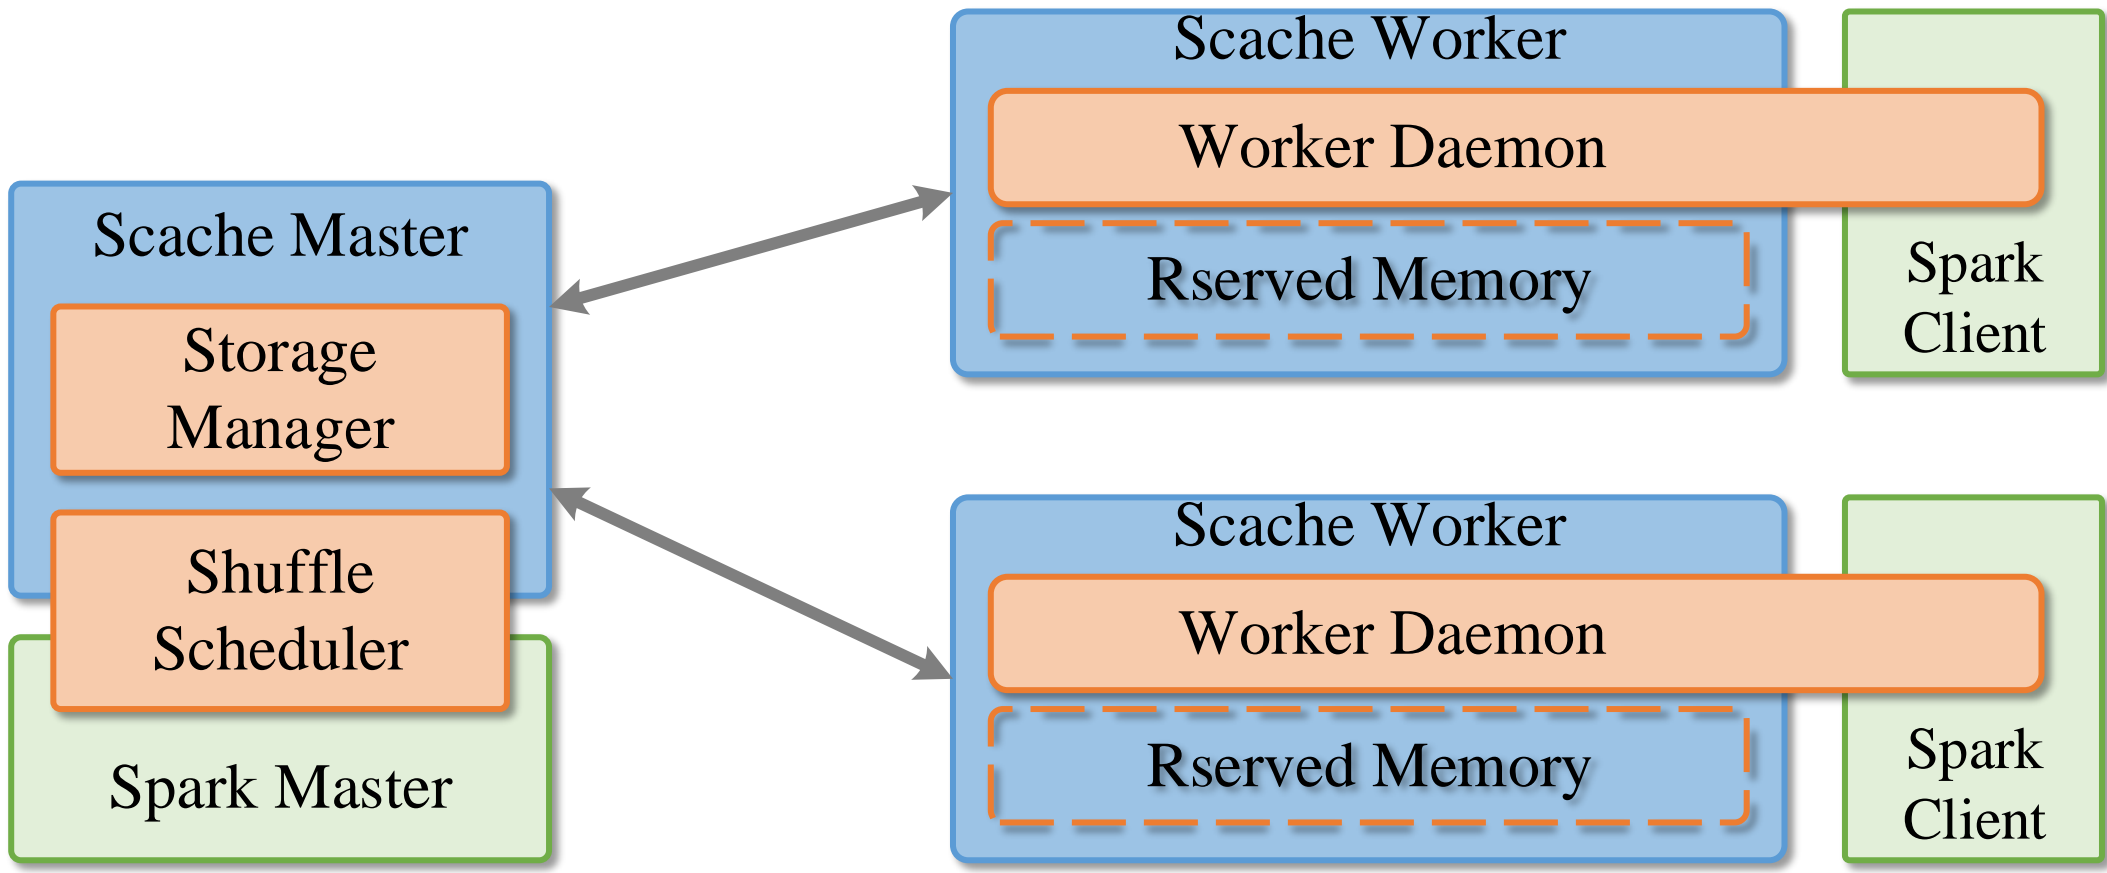 Scache Master
Storage
Manager
Shuffle
Scheduler
Spark Master
Scache Worker
Worker Daemon
Rserved Memory
Spark
Client
Scache Worker
Worker Daemon
Rserved Memory
Spark
Client